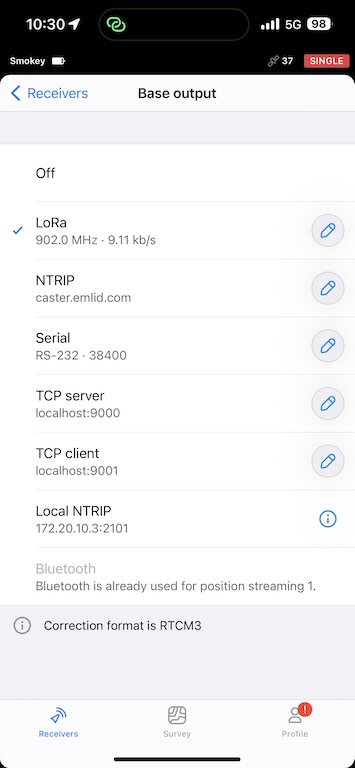 10:30
5G
98
Smokey
37
SINGLE
Receivers
Base output
Off
LoRa
902.0 MHz · 9.11 kb/s
NTRIP
caster.emlid.com
Serial
RS-232 · 38400
TCP server
localhost:9000
TCP client
localhost:9001
Local NTRIP
172.20.10.3:2101
Bluetooth
Bluetooth is already used for position streaming 1.
Correction format is RTCM3
!
Receivers
Survey
Profile